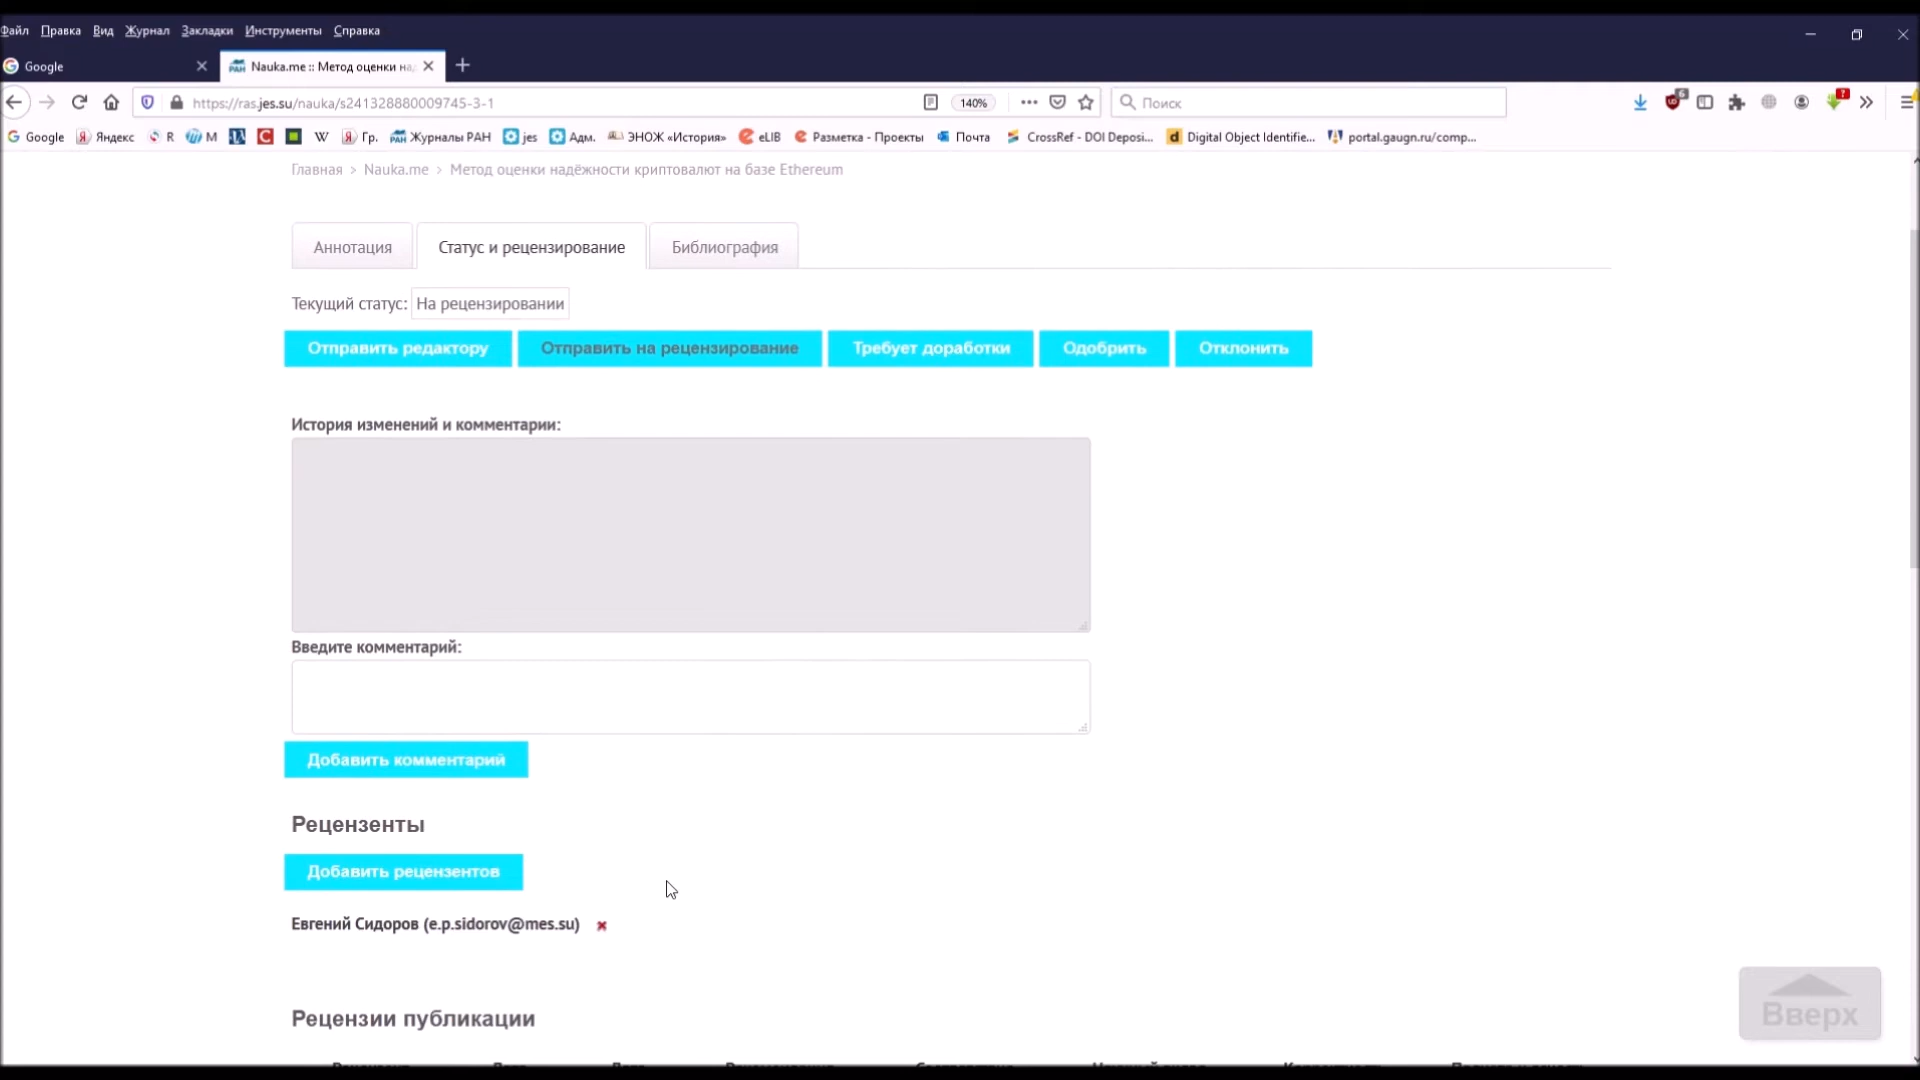 Файл Правка Вид Журнал Закладки Инструменты Справка
Google
Nauka.me :: Метод оценки на
https://ras.jes.su/nauka/s241328880009745-3-1
140%
Поиск
Google Яндекс R М W Гр. Журналы РАН jes Адм. ЭНОЖ «История» eLIB Разметка - Проекты Почта CrossRef - DOI Deposi... Digital Object Identifie... portal.gaugn.ru/comp...
Главная > Nauka.me > Метод оценки надёжности криптовалют на базе Ethereum
Аннотация
Статус и рецензирование
Библиография
Текущий статус: На рецензировании
Отправить редактору
Отправить на рецензирование
Требует доработки
Одобрить
Отклонить
История изменений и комментарии:
Введите комментарий:
Добавить комментарий
Рецензенты
Добавить рецензентов
Евгений Сидоров (e.p.sidorov@mes.su)
Рецензии публикации
Вверх